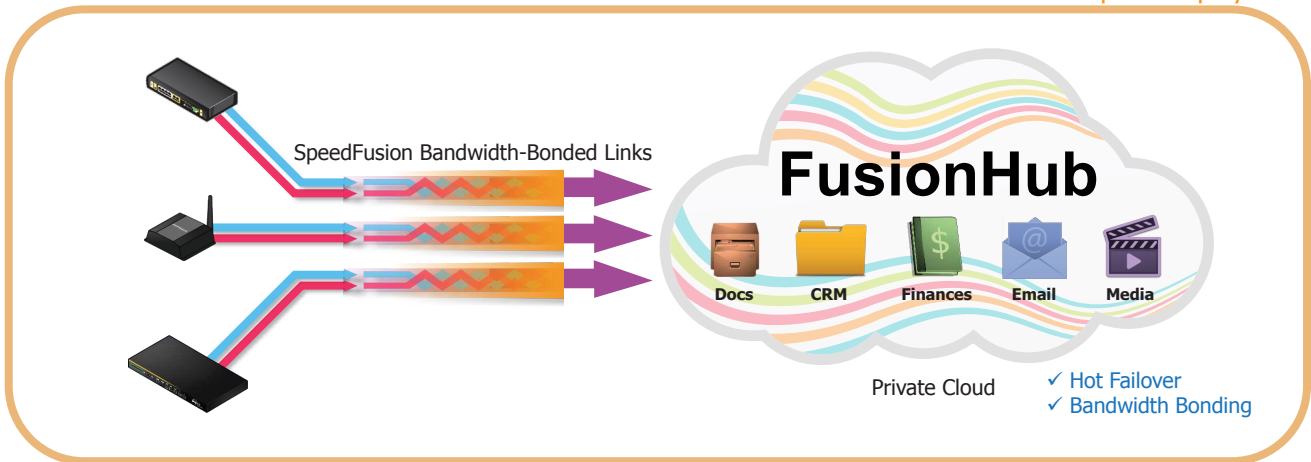 SpeedFusion Bandwidth-Bonded Links
FusionHub
$
@
Docs CRM Finances Email Media
Private Cloud
✓ Hot Failover
✓ Bandwidth Bonding